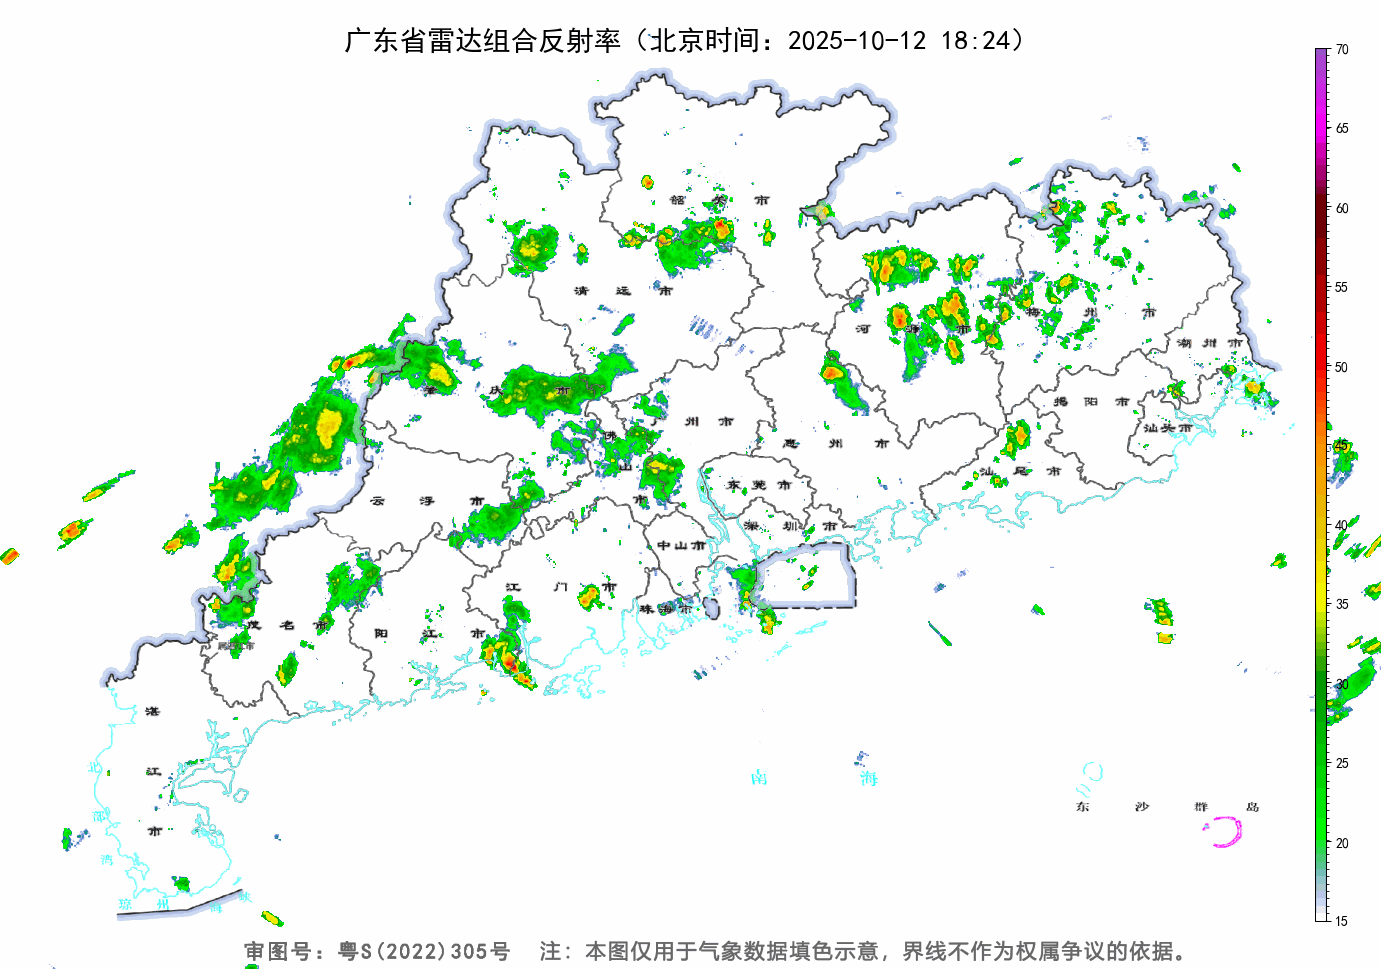 广东省雷达组合反射率（北京时间：2025-10-12 18:24）
70
65
60
55
50
45
40
35
30
25
20
15
韶关市
清远市
河源市
梅州市
潮州市
肇庆市
广州市
惠州市
揭阳市
汕头市
佛山市
云浮市
东莞市
汕尾市
深圳市
中山市
江门市
珠海市
茂名市
阳江市
湛江市
北部湾
南海
东沙群岛
琼州海峡
审图号：粤S(2022)305号 注：本图仅用于气象数据填色示意，界线不作为权属争议的依据。